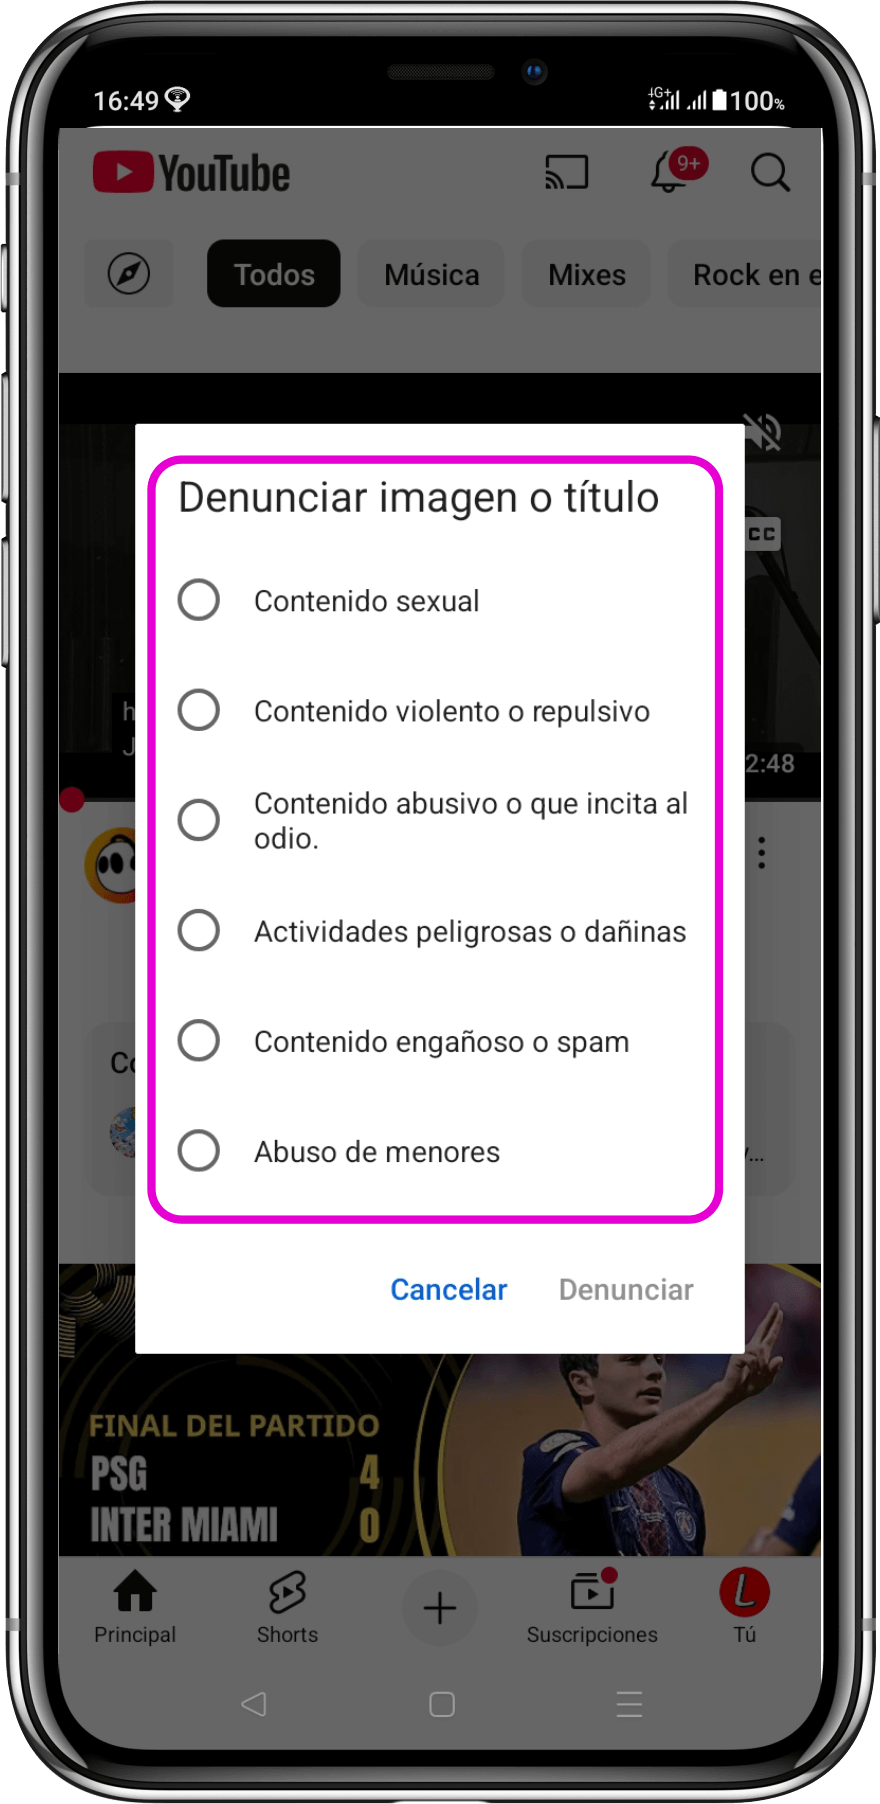 16:49
4G+
100%
YouTube
9+
Todos
Música
Mixes
Rock en e
Denunciar imagen o título
CC
Contenido sexual
Contenido violento o repulsivo
h
J
2:48
Contenido abusivo o que incita al
odio.
Actividades peligrosas o dañinas
Contenido engañoso o spam
Co
Abuso de menores
...
Cancelar
Denunciar
FINAL DEL PARTIDO
PSG 4
INTER MIAMI 0
Principal
Shorts
Suscripciones
L
Tú